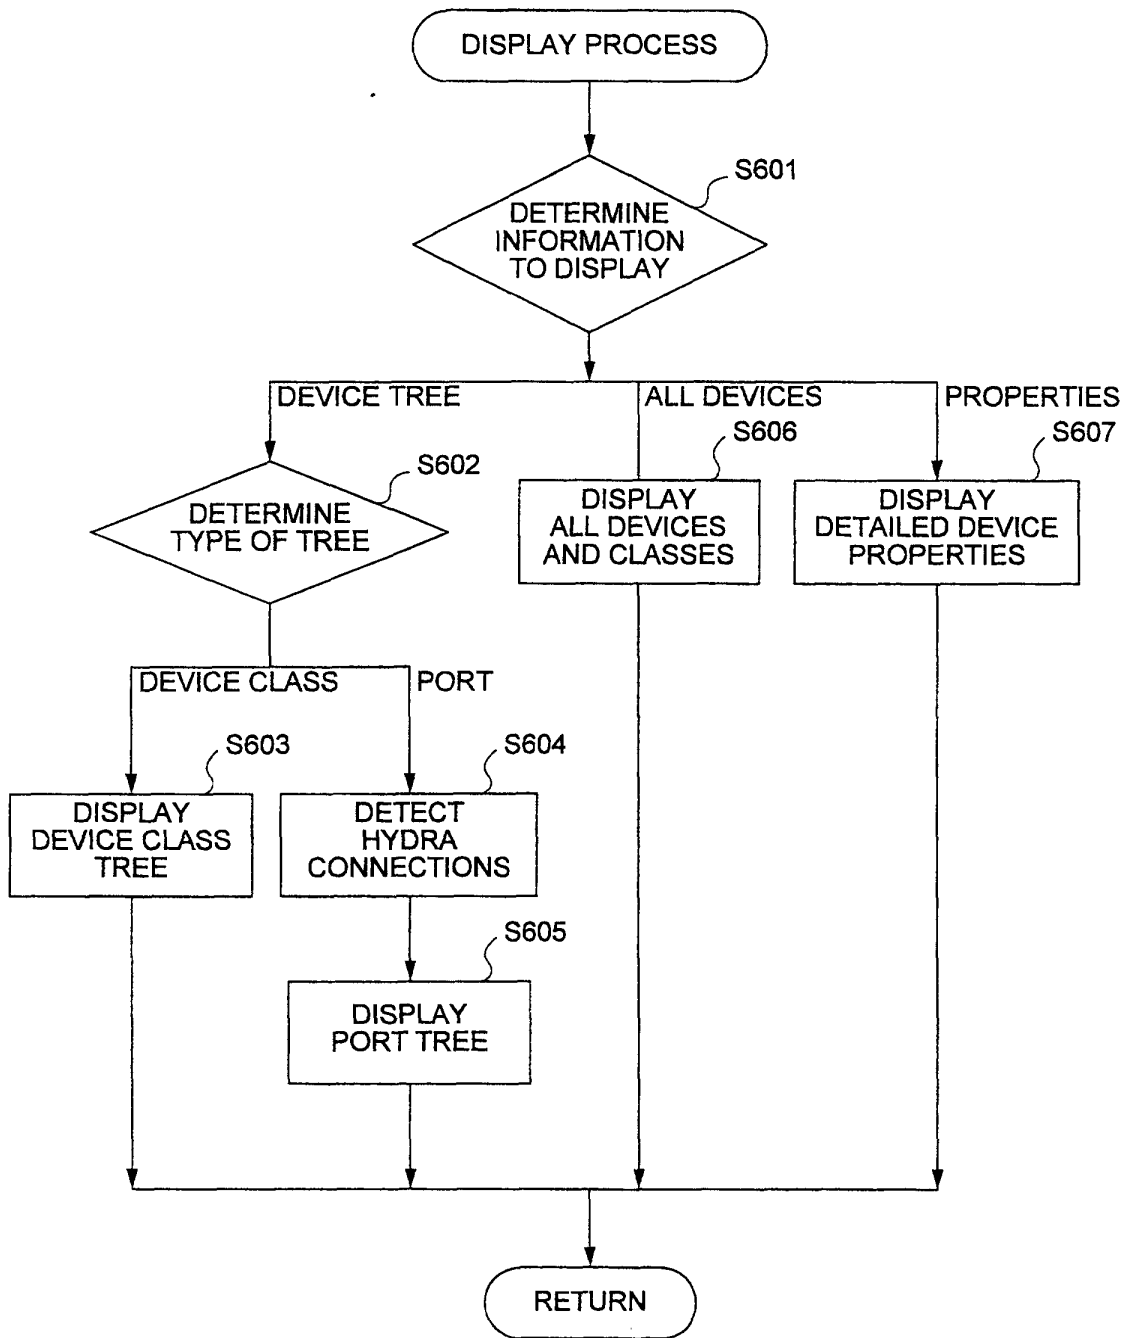 DISPLAY PROCESS
S601
DETERMINE
INFORMATION
TO DISPLAY
DEVICE TREE
ALL DEVICES
PROPERTIES
S602
DETERMINE
TYPE OF TREE
S606
DISPLAY
ALL DEVICES
AND CLASSES
S607
DISPLAY
DETAILED DEVICE
PROPERTIES
DEVICE CLASS
PORT
S603
DISPLAY
DEVICE CLASS
TREE
S604
DETECT
HYDRA
CONNECTIONS
S605
DISPLAY
PORT TREE
RETURN